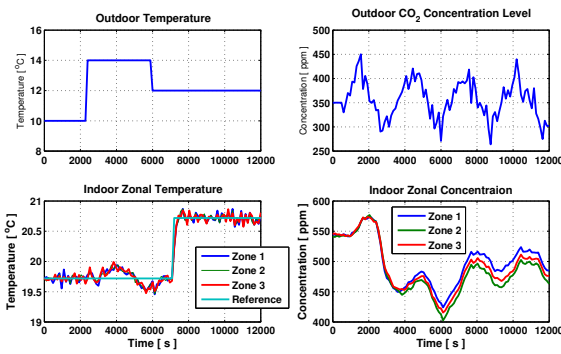 Outdoor Temperature
Temperature [ °C]
16
14
12
10
8
0 2000 4000 6000 8000 10000 12000
Outdoor CO2 Concentration Level
Concentration [ ppm]
450
400
350
300
250
500
0 2000 4000 6000 8000 10000 12000
Indoor Zonal Temperature
Temperature [ °C]
21
20.5
20
19.5
19
0 2000 4000 6000 8000 10000 12000
Time [ s ]
Zone 1
Zone 2
Zone 3
Reference
Indoor Zonal Concentraion
Concentration [ ppm]
600
550
500
450
400
0 2000 4000 6000 8000 10000 12000
Time [ s ]
Zone 1
Zone 2
Zone 3